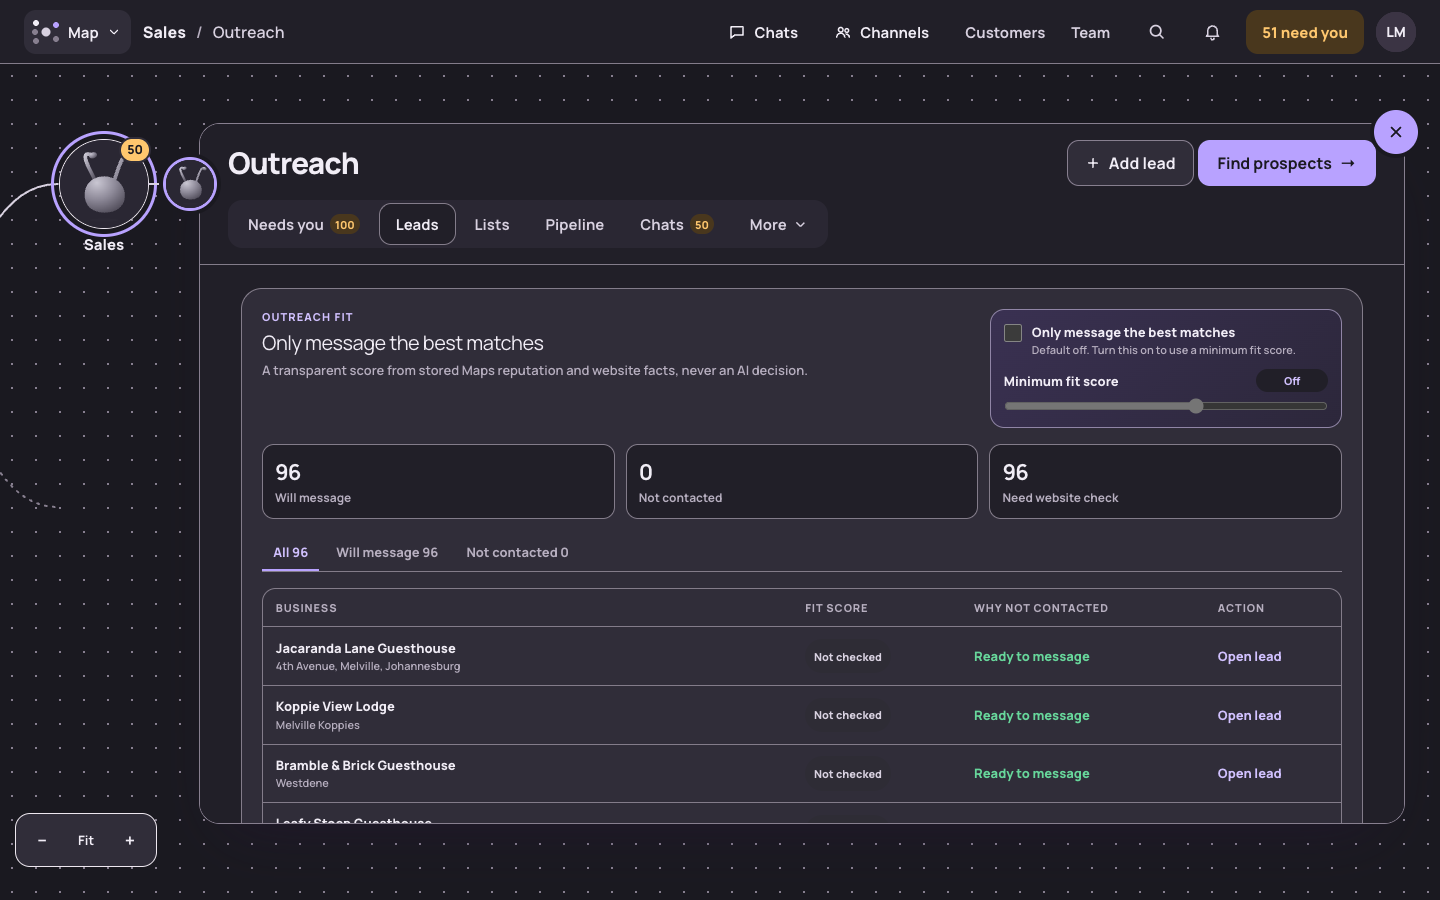 Map
Sales / Outreach
Chats
Channels
Customers
Team
51 need you
LM
50
Sales
Outreach
+ Add lead
Find prospects →
Needs you 100
Leads
Lists
Pipeline
Chats 50
More
OUTREACH FIT
Only message the best matches
A transparent score from stored Maps reputation and website facts, never an AI decision.
Only message the best matches
Default off. Turn this on to use a minimum fit score.
Minimum fit score
Off
96
Will message
0
Not contacted
96
Need website check
All 96
Will message 96
Not contacted 0
BUSINESS
FIT SCORE
WHY NOT CONTACTED
ACTION
Jacaranda Lane Guesthouse
4th Avenue, Melville, Johannesburg
Not checked
Ready to message
Open lead
Koppie View Lodge
Melville Koppies
Not checked
Ready to message
Open lead
Bramble & Brick Guesthouse
Westdene
Not checked
Ready to message
Open lead
Leafy Stoep Guesthouse
− Fit +